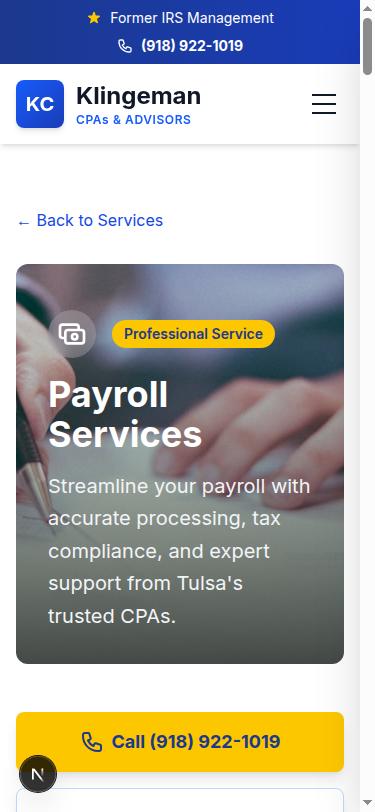 Former IRS Management
(918) 922-1019
KC
Klingeman
CPAs & ADVISORS
← Back to Services
Professional Service
Payroll
Services
Streamline your payroll with
accurate processing, tax
compliance, and expert
support from Tulsa's
trusted CPAs.
Call (918) 922-1019
N